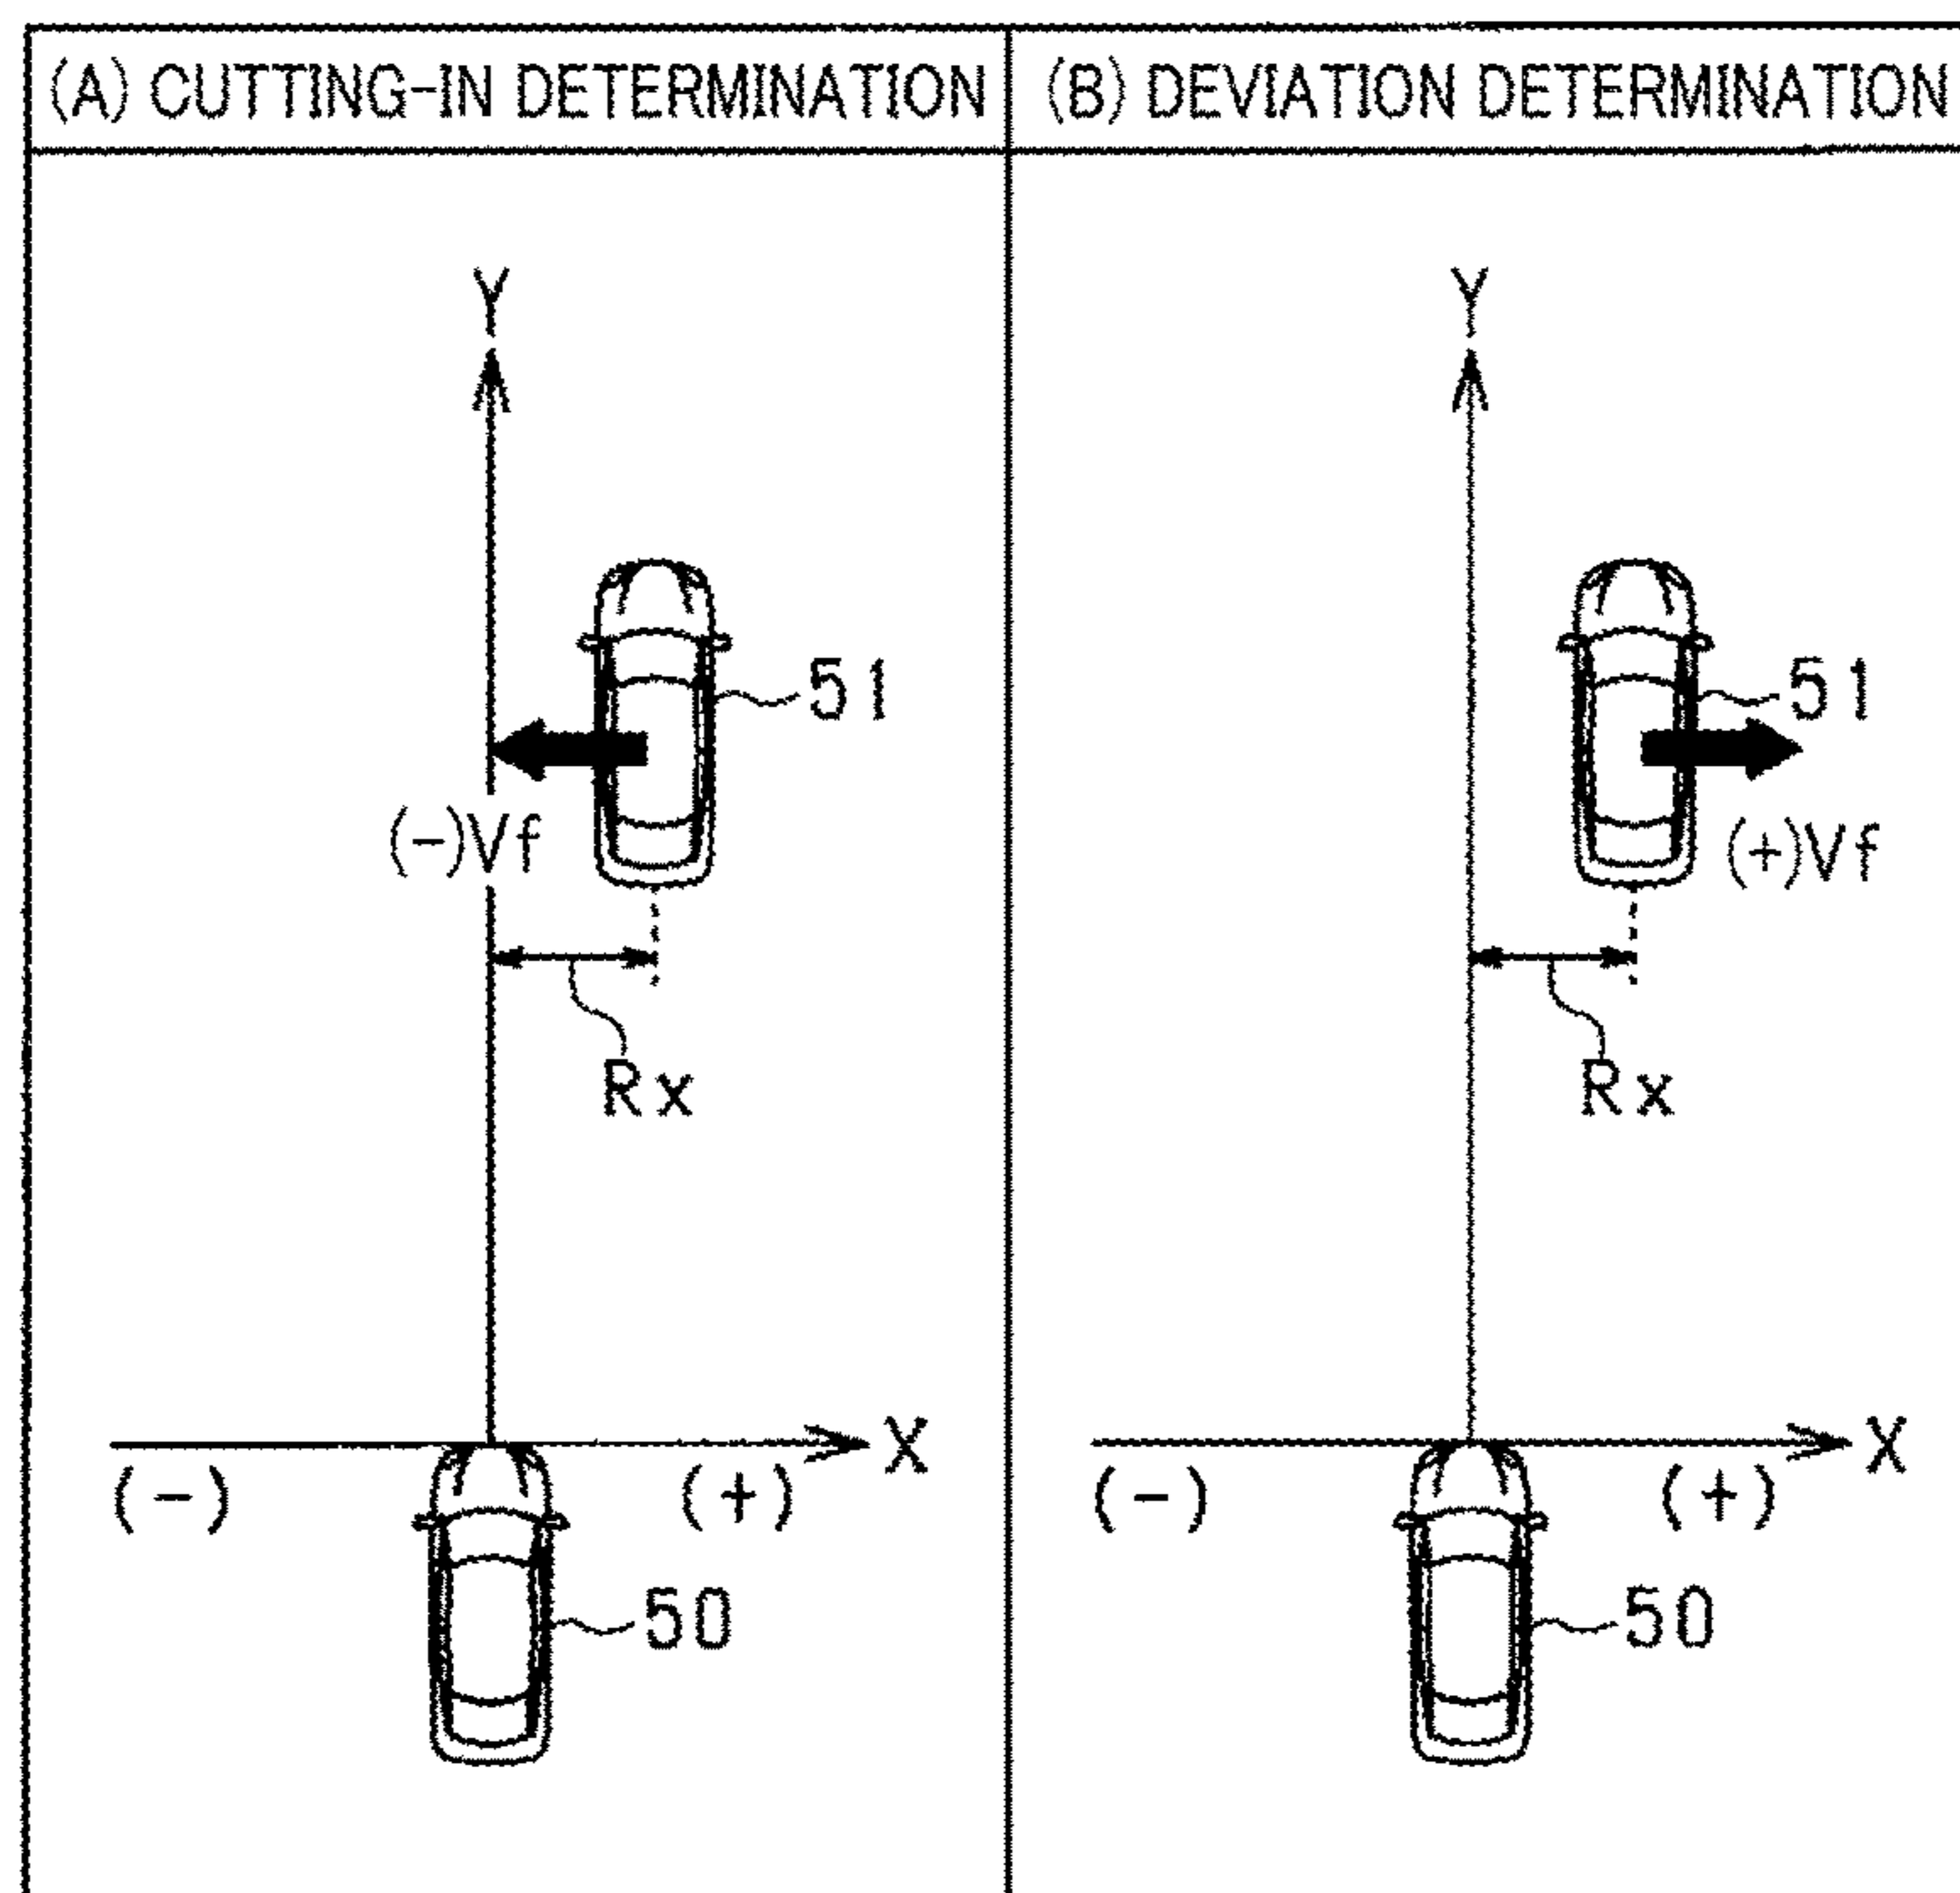 (A) CUTTING-IN DETERMINATION
Y
51
(-)Vf
Rx
X
(-)
(+)
50
(B) DEVIATION DETERMINATION
Y
51
(+)Vf
Rx
X
(-)
(+)
50